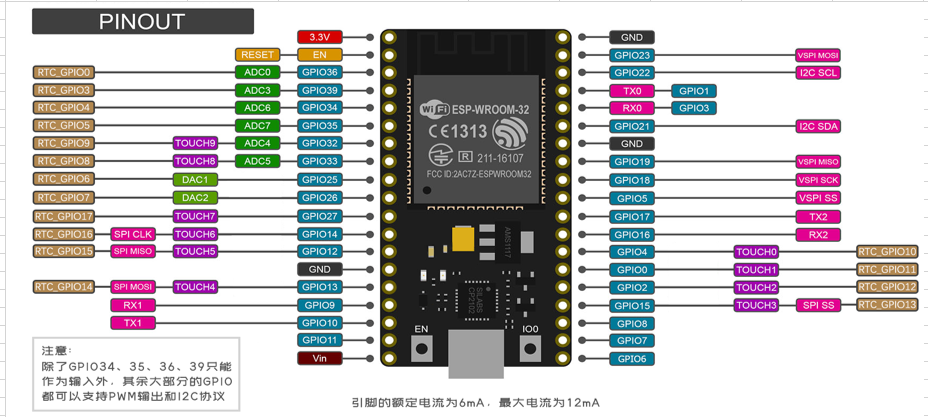 PINOUT
3.3V GND
RESET EN GPIO23 VSPI MOSI
RTC_GPIO0 ADC0 GPIO36 GPIO22 I2C SCL
RTC_GPIO3 ADC3 GPIO39 TX0 GPIO1
RTC_GPIO4 ADC6 GPIO34 RX0 GPIO3
RTC_GPIO5 ADC7 GPIO35 GPIO21 I2C SDA
RTC_GPIO9 TOUCH9 ADC4 GPIO32 GND
RTC_GPIO8 TOUCH8 ADC5 GPIO33 GPIO19 VSPI MISO
RTC_GPIO6 DAC1 GPIO25 GPIO18 VSPI SCK
RTC_GPIO7 DAC2 GPIO26 GPIO5 VSPI SS
RTC_GPIO17 TOUCH7 GPIO27 GPIO17 TX2
RTC_GPIO16 SPI CLK TOUCH6 GPIO14 GPIO16 RX2
RTC_GPIO15 SPI MISO TOUCH5 GPIO12 GPIO4 TOUCH0 RTC_GPIO10
GND GPIO0 TOUCH1 RTC_GPIO11
RTC_GPIO14 SPI MOSI TOUCH4 GPIO13 GPIO2 TOUCH2 RTC_GPIO12
RX1 GPIO9 GPIO15 TOUCH3 SPI SS RTC_GPIO13
TX1 GPIO10 GPIO8
GPIO11 GPIO7
Vin GPIO6
WiFi ESP-WROOM-32
CE1313
R 211-16107
FCC ID:2AC7Z-ESPWROOM32
AMS1117
SILABS
CP2102
EN IO0
注意:
除了GPIO34、35、36、39只能
作为输入外，其余大部分的GPIO
都可以支持PWM输出和I2C协议
引脚的额定电流为6mA，最大电流为12mA